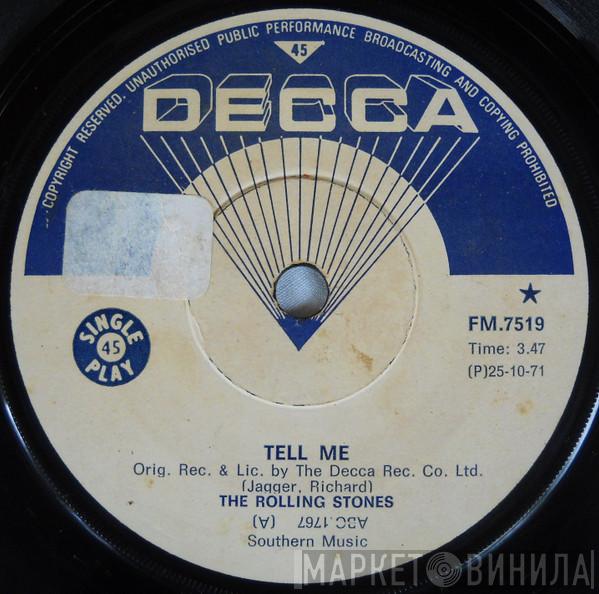 COPYRIGHT RESERVED. UNAUTHORISED PUBLIC PERFORMANCE BROADCASTING AND COPYING PROHIBITED
45
DECCA
SINGLE
45
PLAY
★
FM.7519
Time: 3.47
(P)25-10-71
TELL ME
Orig. Rec. & Lic. by The Decca Rec. Co. Ltd.
(Jagger, Richard)
THE ROLLING STONES
(A) ABC.1767
Southern Music
МАРКЕТ ВИНИЛА